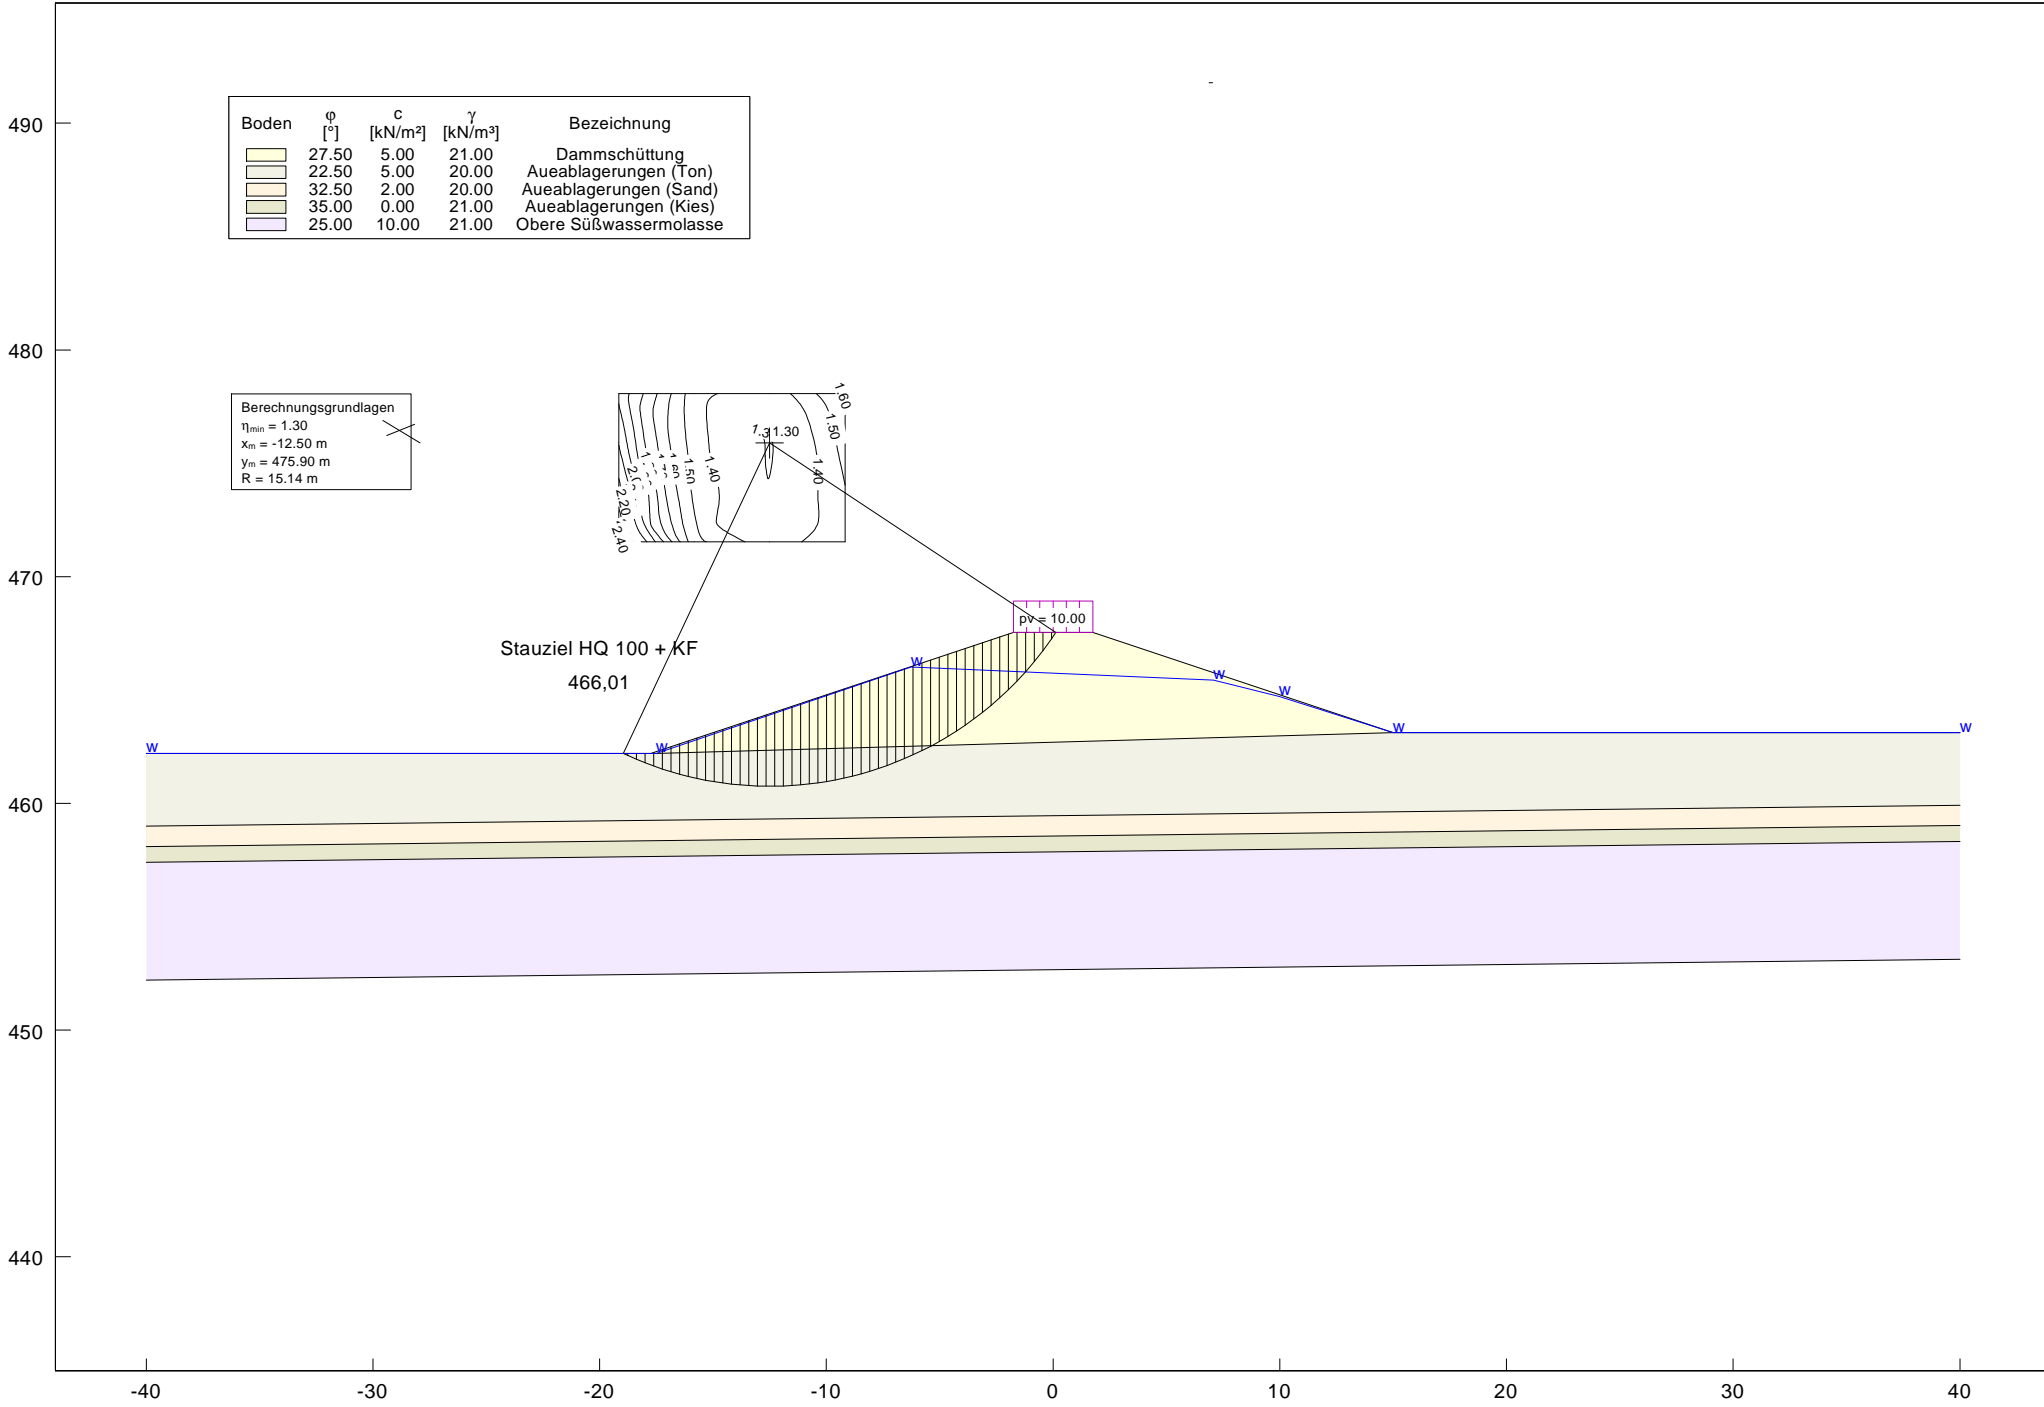 490
480
470
460
450
440
-40 -30 -20 -10 0 10 20 30 40
-
Boden φ c γ Bezeichnung
[°] [kN/m²] [kN/m³]
27.50 5.00 21.00 Dammschüttung
22.50 5.00 20.00 Aueablagerungen (Ton)
32.50 2.00 20.00 Aueablagerungen (Sand)
35.00 0.00 21.00 Aueablagerungen (Kies)
25.00 10.00 21.00 Obere Süßwassermolasse
Berechnungsgrundlagen
ηmin = 1.30
xm = -12.50 m
ym = 475.90 m
R = 15.14 m
1.60
1.50
1.30
1.40
1.50
1.40
2.20
2.40
Stauziel HQ 100 + KF
466,01
pv = 10.00
w
w
w
w
w
w
w